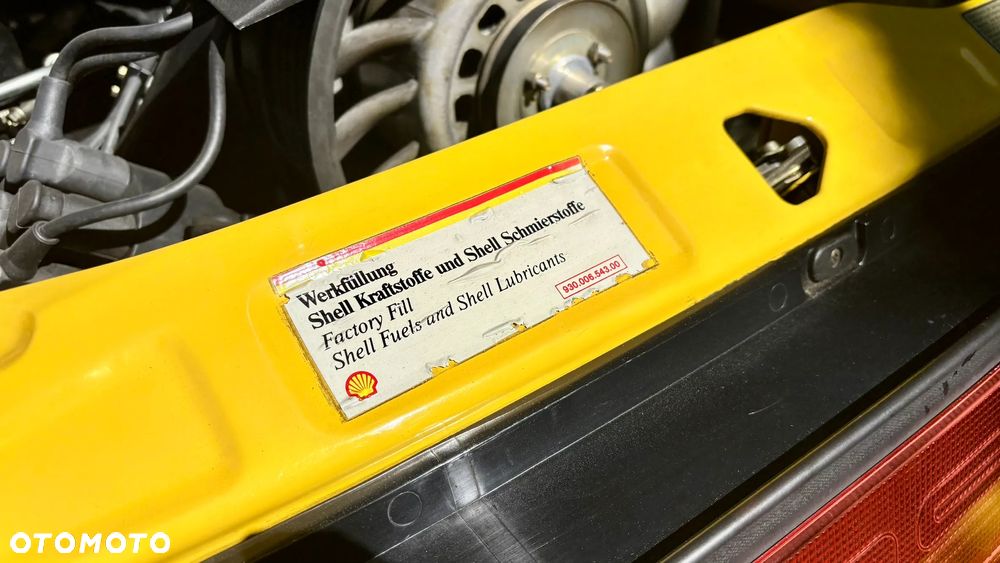 Werkfüllung
Shell Kraftstoffe und Shell Schmierstoffe
Factory Fill
Shell Fuels and Shell Lubricants
930.006.543.00
OTOMOTO